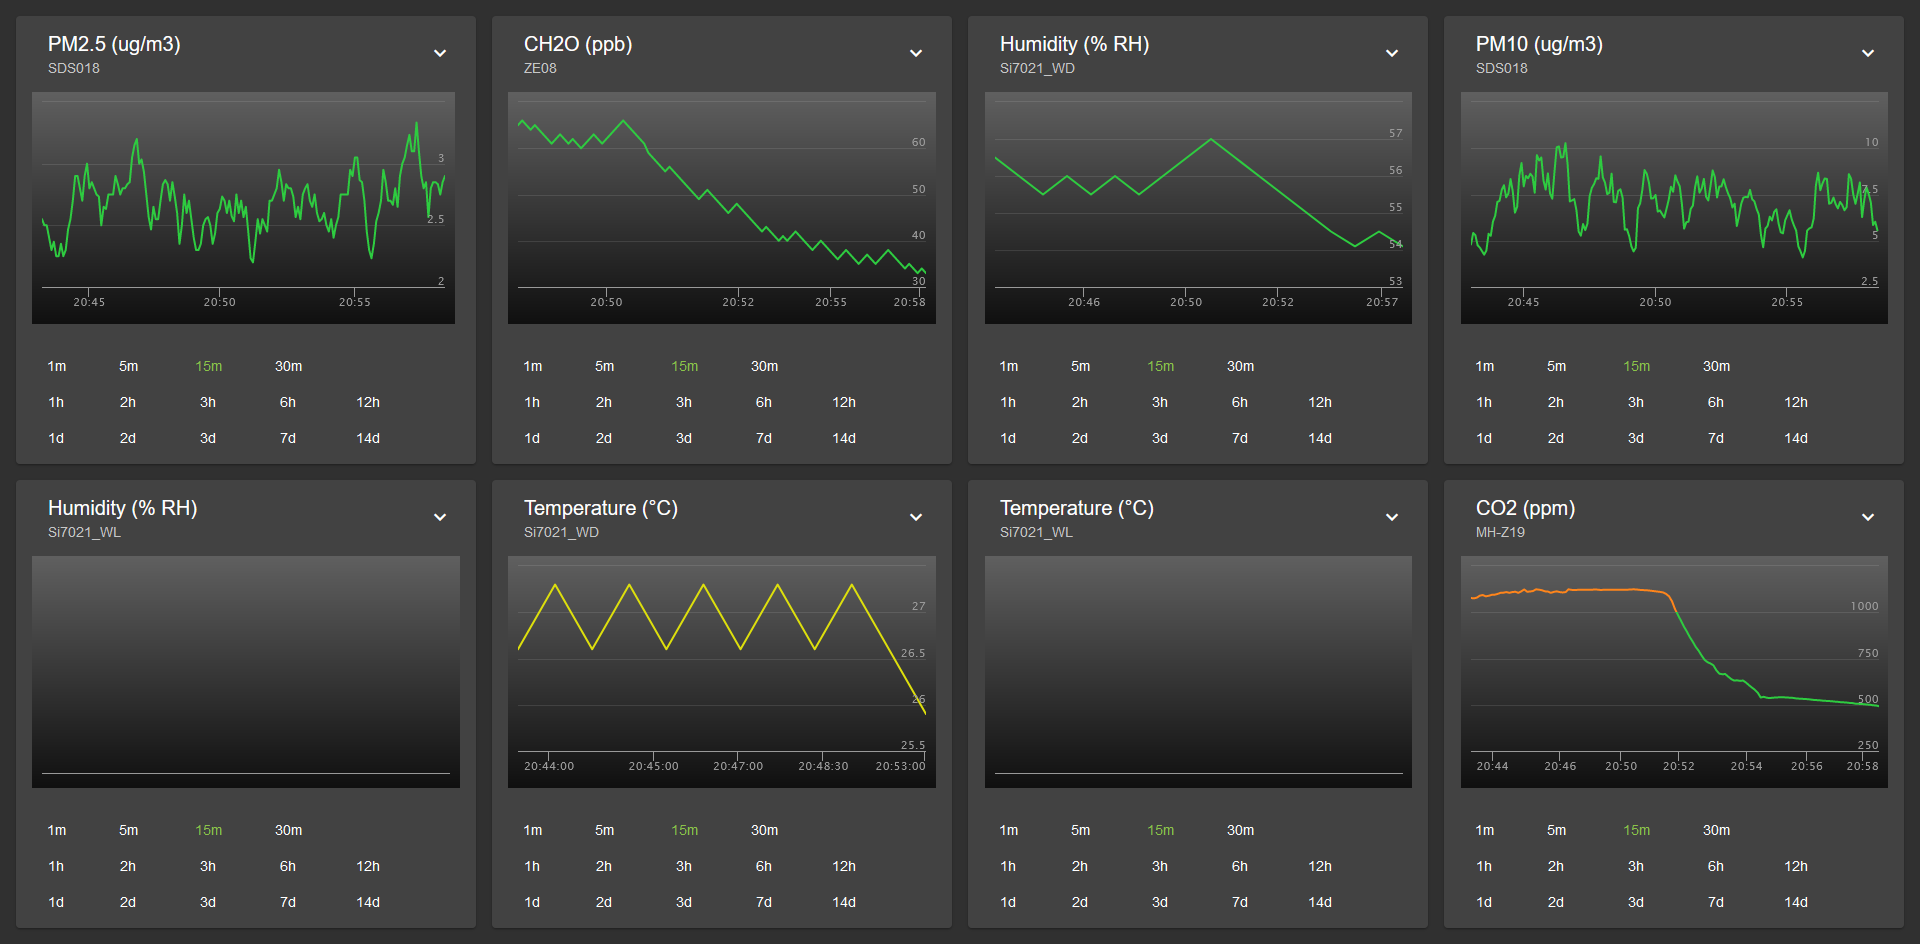 PM2.5 (ug/m3)
SDS018
3
2.5
2
20:45 20:50 20:55
1m 5m 15m 30m
1h 2h 3h 6h 12h
1d 2d 3d 7d 14d
CH2O (ppb)
ZE08
60
50
40
30
20:50 20:52 20:55 20:58
1m 5m 15m 30m
1h 2h 3h 6h 12h
1d 2d 3d 7d 14d
Humidity (% RH)
Si7021_WD
57
56
55
54
53
20:46 20:50 20:52 20:57
1m 5m 15m 30m
1h 2h 3h 6h 12h
1d 2d 3d 7d 14d
PM10 (ug/m3)
SDS018
10
7.5
5
2.5
20:45 20:50 20:55
1m 5m 15m 30m
1h 2h 3h 6h 12h
1d 2d 3d 7d 14d
Humidity (% RH)
Si7021_WL
1m 5m 15m 30m
1h 2h 3h 6h 12h
1d 2d 3d 7d 14d
Temperature (°C)
Si7021_WD
27
26.5
26
25.5
20:44:00 20:45:00 20:47:00 20:48:30 20:53:00
1m 5m 15m 30m
1h 2h 3h 6h 12h
1d 2d 3d 7d 14d
Temperature (°C)
Si7021_WL
1m 5m 15m 30m
1h 2h 3h 6h 12h
1d 2d 3d 7d 14d
CO2 (ppm)
MH-Z19
1000
750
500
250
20:44 20:46 20:50 20:52 20:54 20:56 20:58
1m 5m 15m 30m
1h 2h 3h 6h 12h
1d 2d 3d 7d 14d